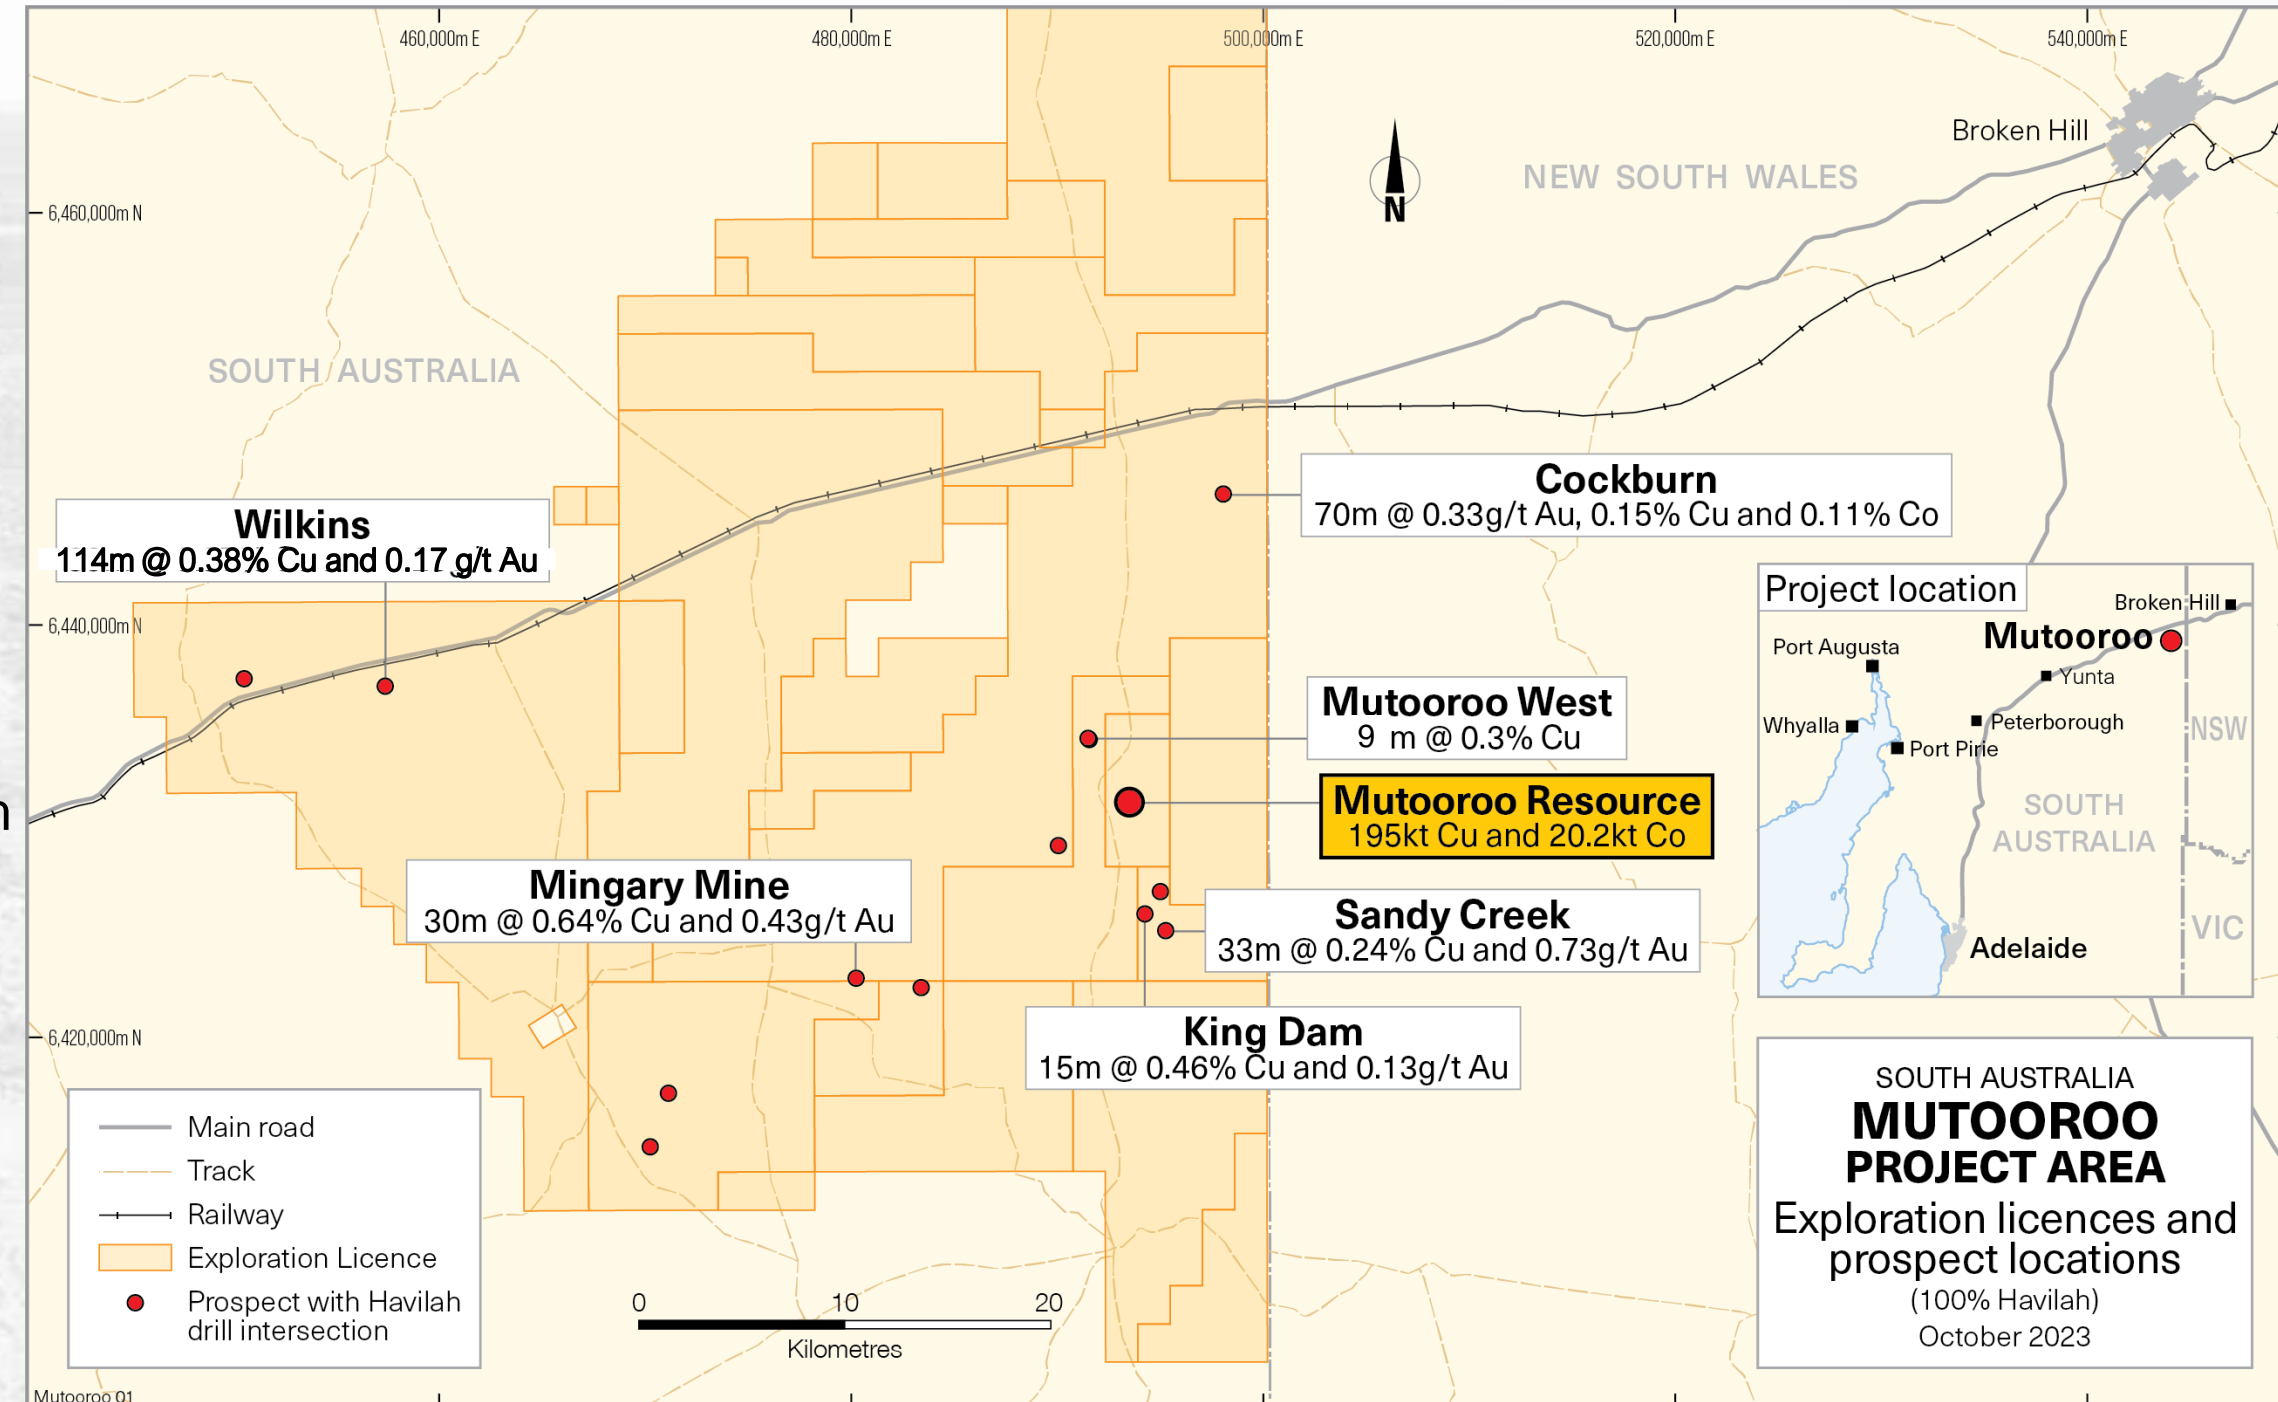 460,000m E
480,000m E
500,000m E
520,000m E
540,000m E
Broken Hill
NEW SOUTH WALES
N
6,460,000m N
SOUTH AUSTRALIA
Cockburn
70m @ 0.33g/t Au, 0.15% Cu and 0.11% Co
Wilkins
114m @ 0.38% Cu and 0.17 g/t Au
6,440,000m N
Project location
Broken Hill
Mutooroo
Port Augusta
Yunta
Whyalla
Peterborough
NSW
Port Pirie
SOUTH
AUSTRALIA
VIC
Adelaide
Mutooroo West
9 m @ 0.3% Cu
Mutooroo Resource
195kt Cu and 20.2kt Co
Mingary Mine
30m @ 0.64% Cu and 0.43g/t Au
Sandy Creek
33m @ 0.24% Cu and 0.73g/t Au
King Dam
15m @ 0.46% Cu and 0.13g/t Au
6,420,000m N
Main road
Track
Railway
Exploration Licence
Prospect with Havilah
drill intersection
0 10 20
Kilometres
SOUTH AUSTRALIA
MUTOOROO
PROJECT AREA
Exploration licences and
prospect locations
(100% Havilah)
October 2023
Mutooroo 01